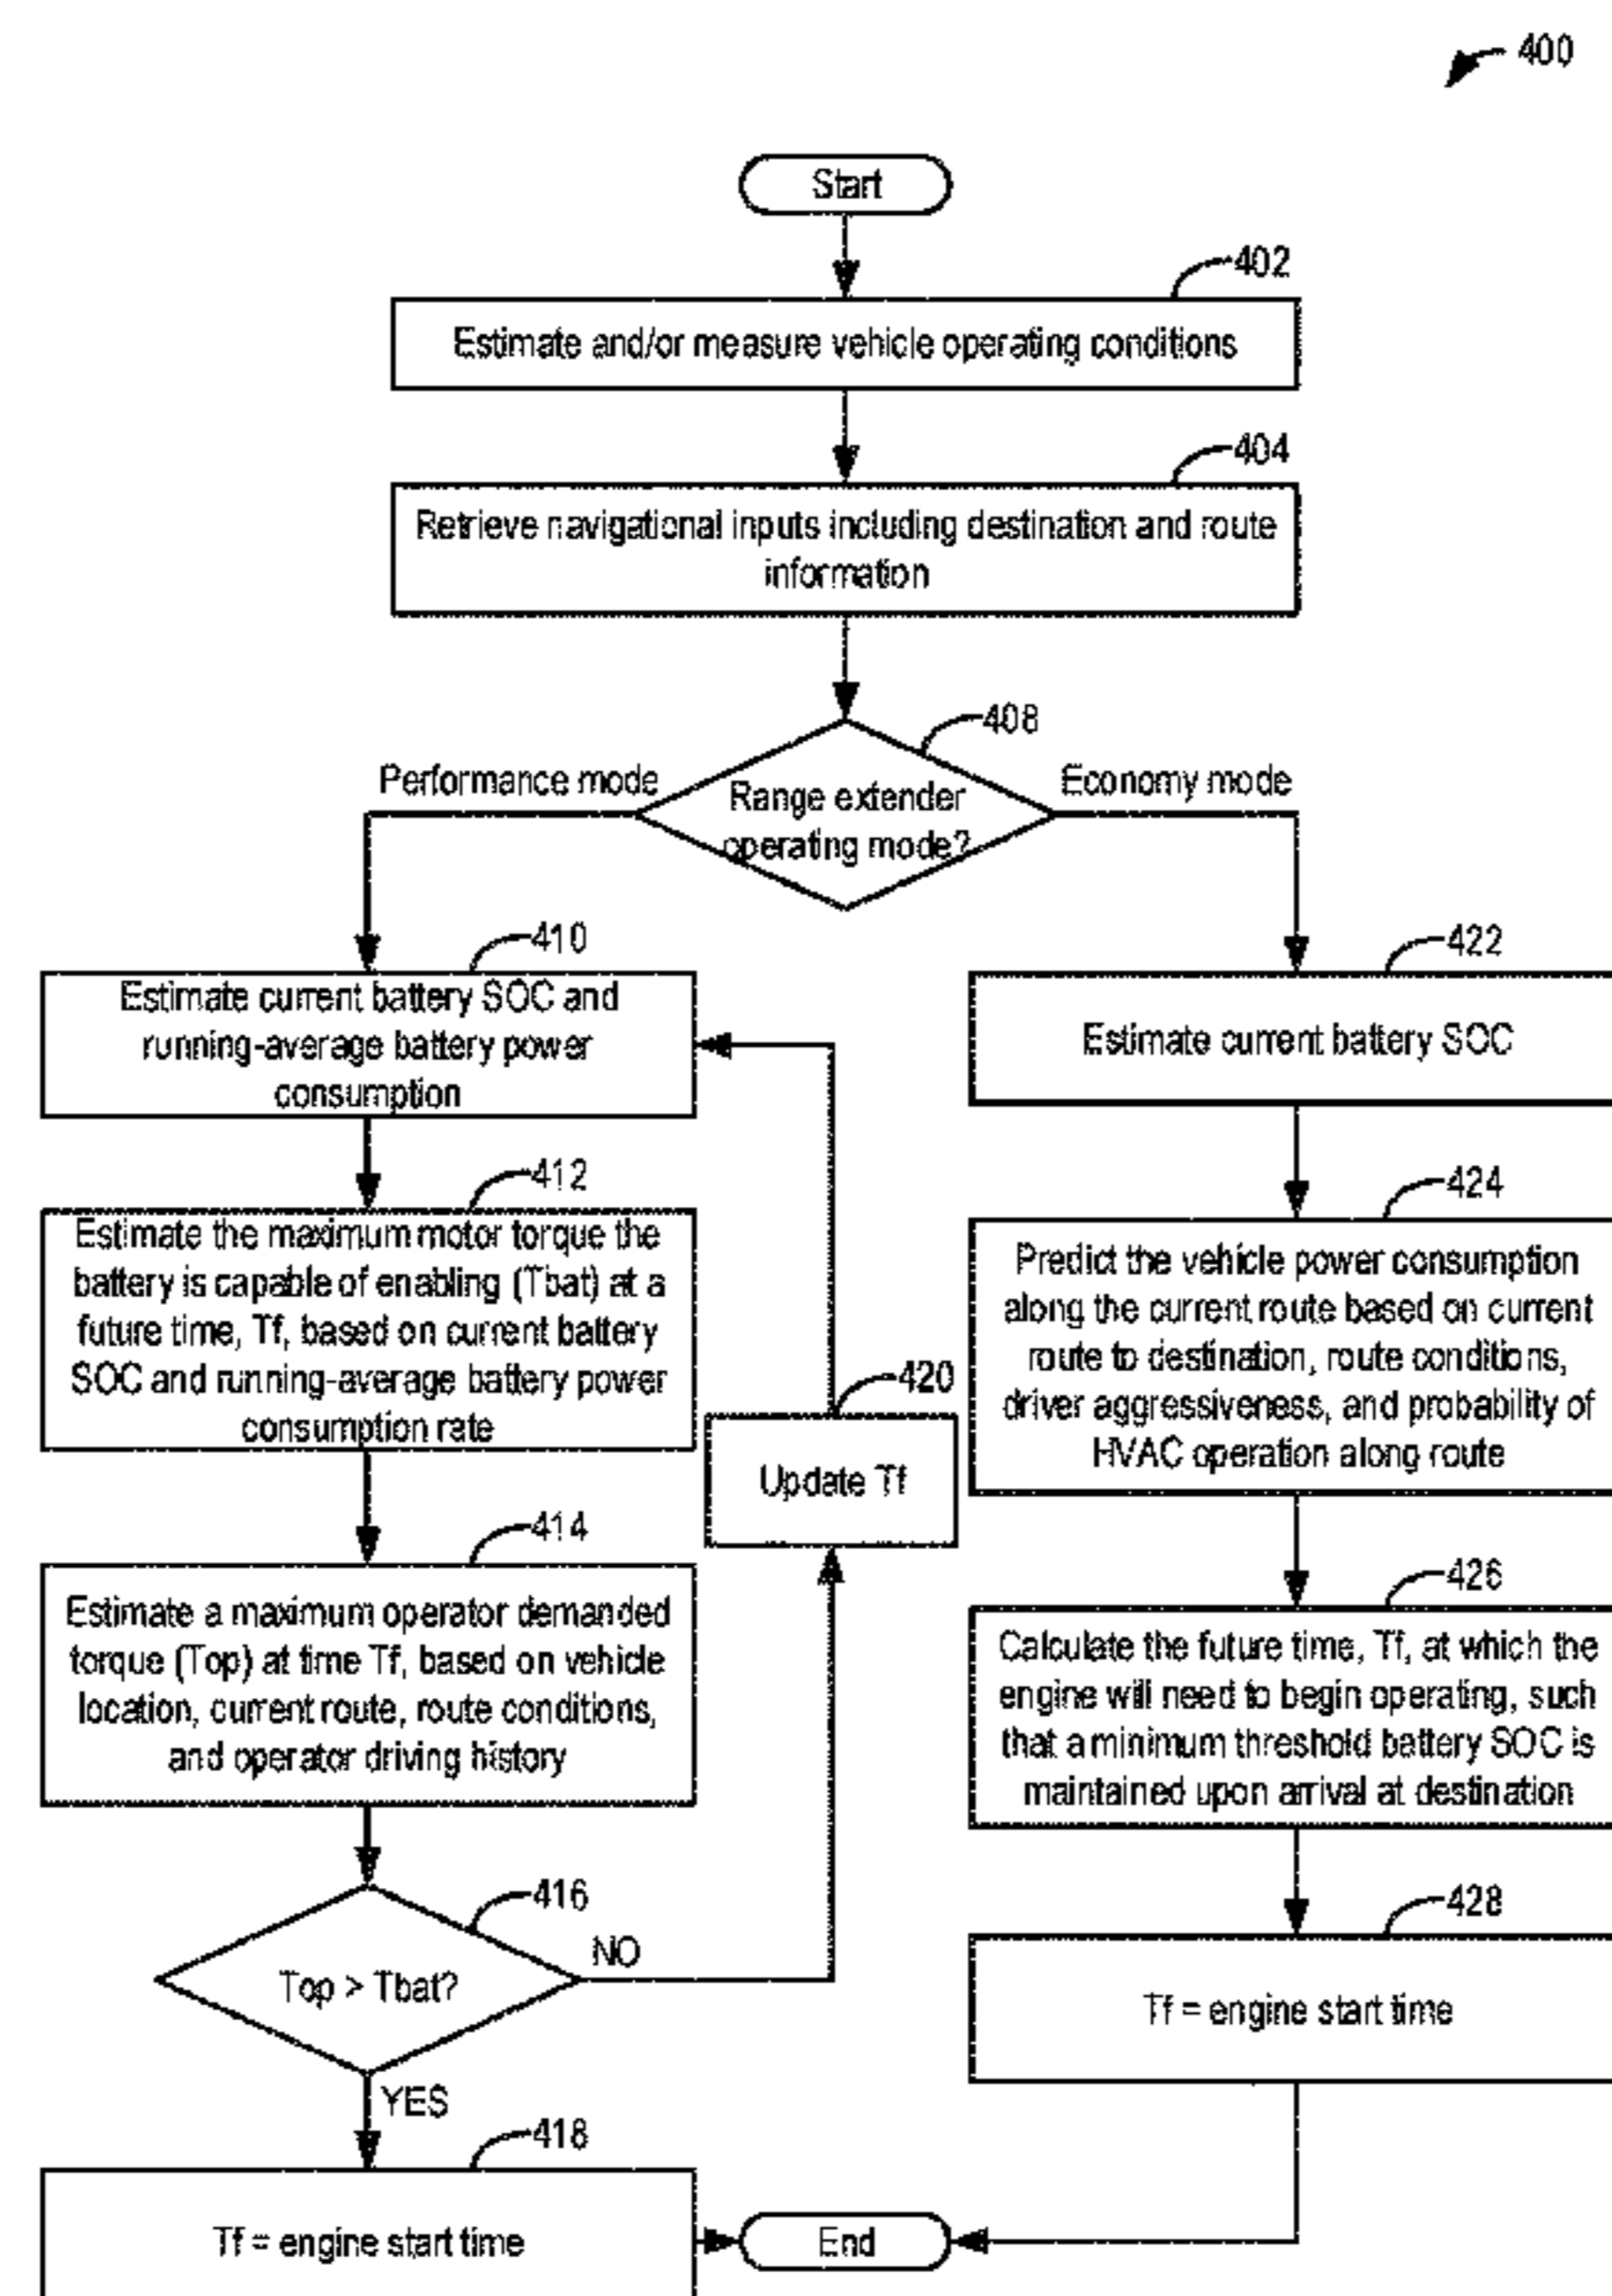 400
Start
402
Estimate and/or measure vehicle operating conditions
404
Retrieve navigational inputs including destination and route
information
408
Performance mode
Range extender
operating mode?
Economy mode
410
Estimate current battery SOC and
running-average battery power
consumption
412
Estimate the maximum motor torque the
battery is capable of enabling (Tbat) at a
future time, Tf, based on current battery
SOC and running-average battery power
consumption rate
414
Estimate a maximum operator demanded
torque (Top) at time Tf, based on vehicle
location, current route, route conditions,
and operator driving history
416
Top > Tbat?
NO
YES
420
Update Tf
418
Tf = engine start time
422
Estimate current battery SOC
424
Predict the vehicle power consumption
along the current route based on current
route to destination, route conditions,
driver aggressiveness, and probability of
HVAC operation along route
426
Calculate the future time, Tf, at which the
engine will need to begin operating, such
that a minimum threshold battery SOC is
maintained upon arrival at destination
428
Tf = engine start time
End